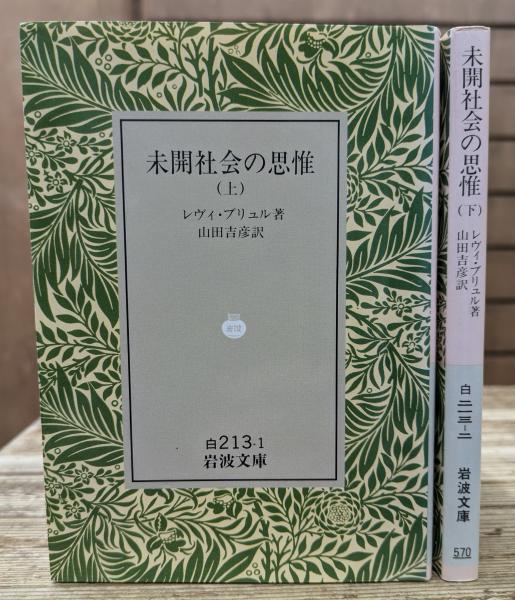 未開社会の思惟
(上)
レヴィ・ブリュル著
山田吉彦訳
岩波
白213-1
岩波文庫
未開社会の思惟(下)
レヴィ・ブリュル著
山田吉彦訳
白二一三-二
岩波文庫
570